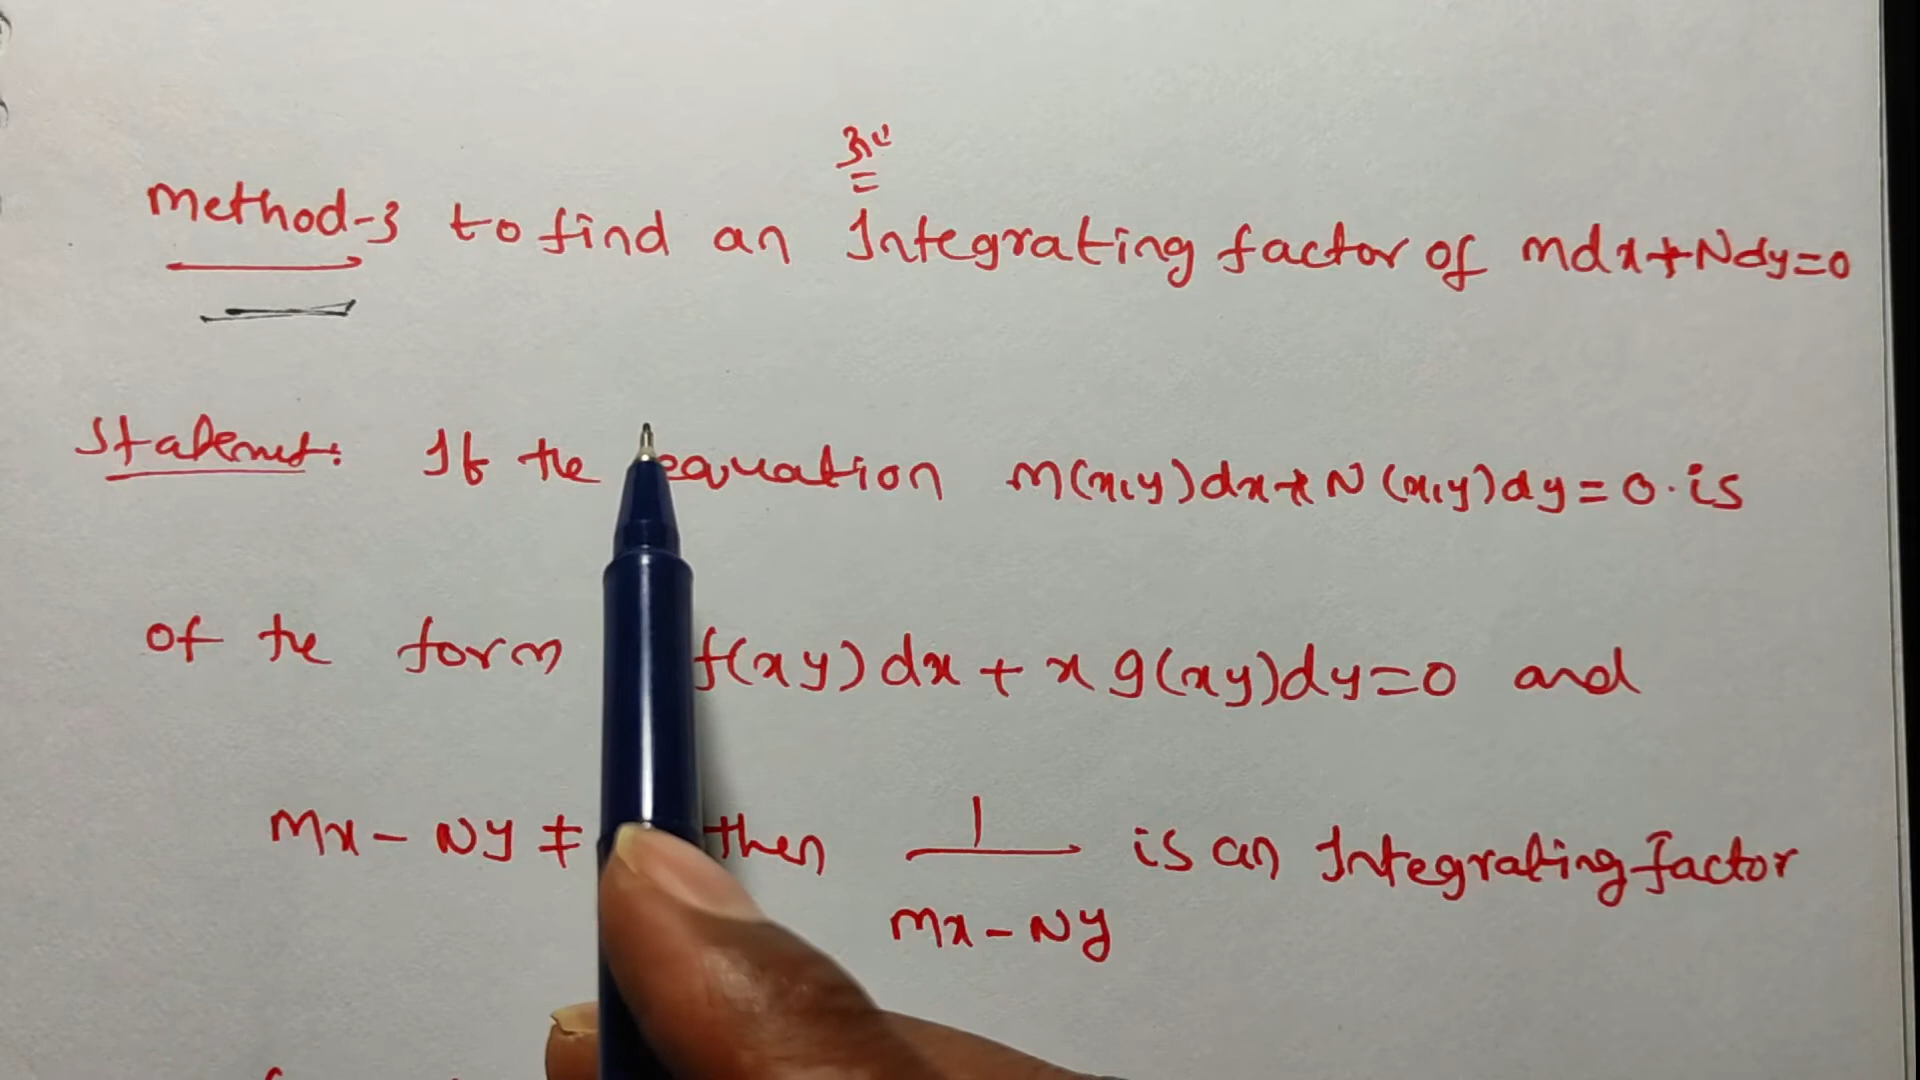 method-3 to find an Integrating factor of mdx+Ndy=0
Statement: If the equation M(x,y)dx+N(x,y)dy=0. is
of the form f(xy)dx + x g(xy)dy=0 and
Mx - Ny ≠ then 1/(Mx - Ny) is an Integrating factor